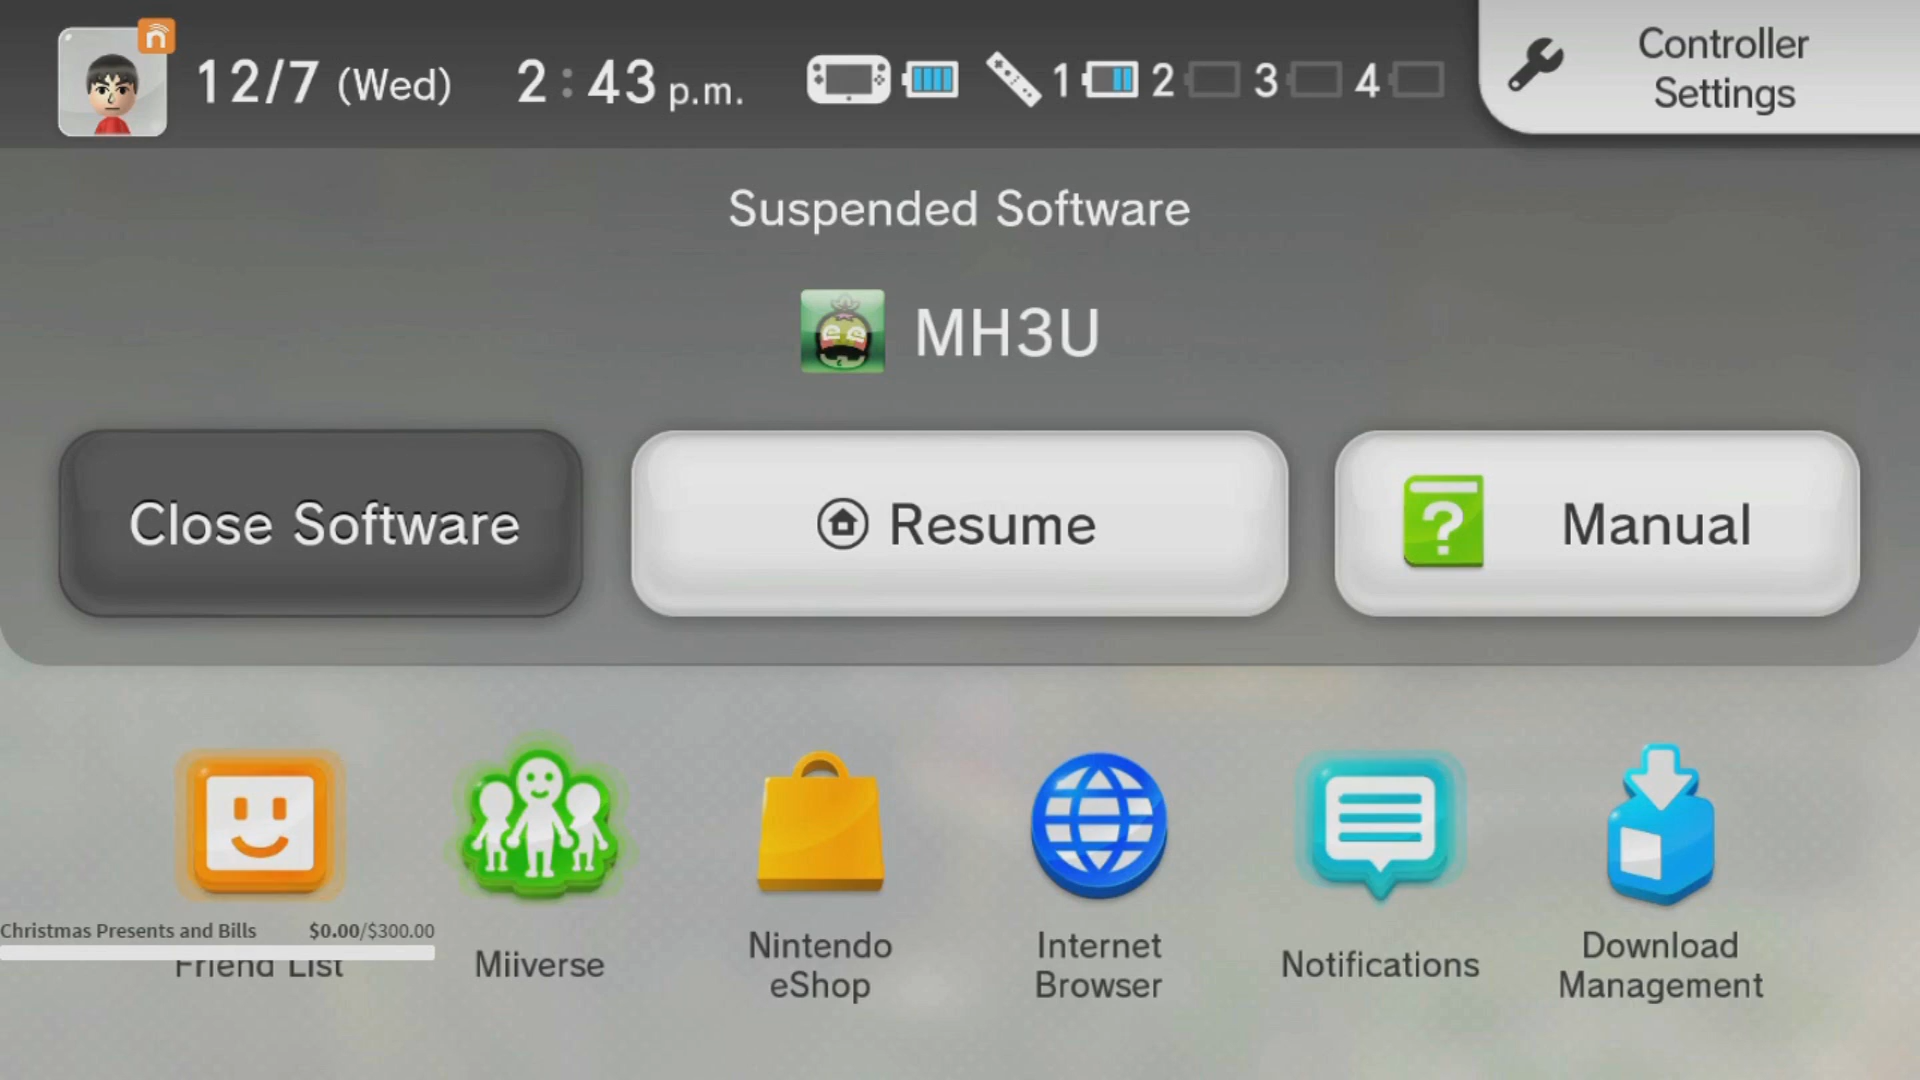 12/7 (Wed) 2:43 p.m. 1 2 3 4
Controller
Settings
Suspended Software
MH3U
Close Software
Resume
? Manual
Christmas Presents and Bills $0.00/$300.00
Friend List
Miiverse
Nintendo
eShop
Internet
Browser
Notifications
Download
Management